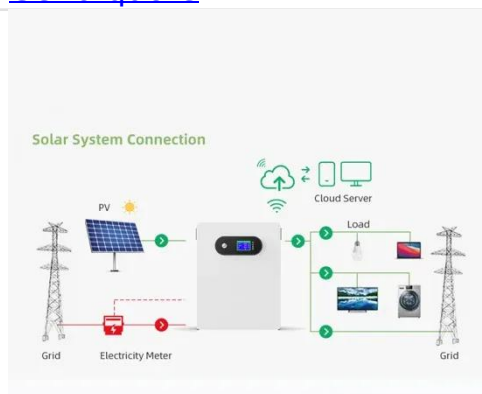 Solar System Connection
Cloud Server
PV
Load
Grid
Electricity Meter
Grid